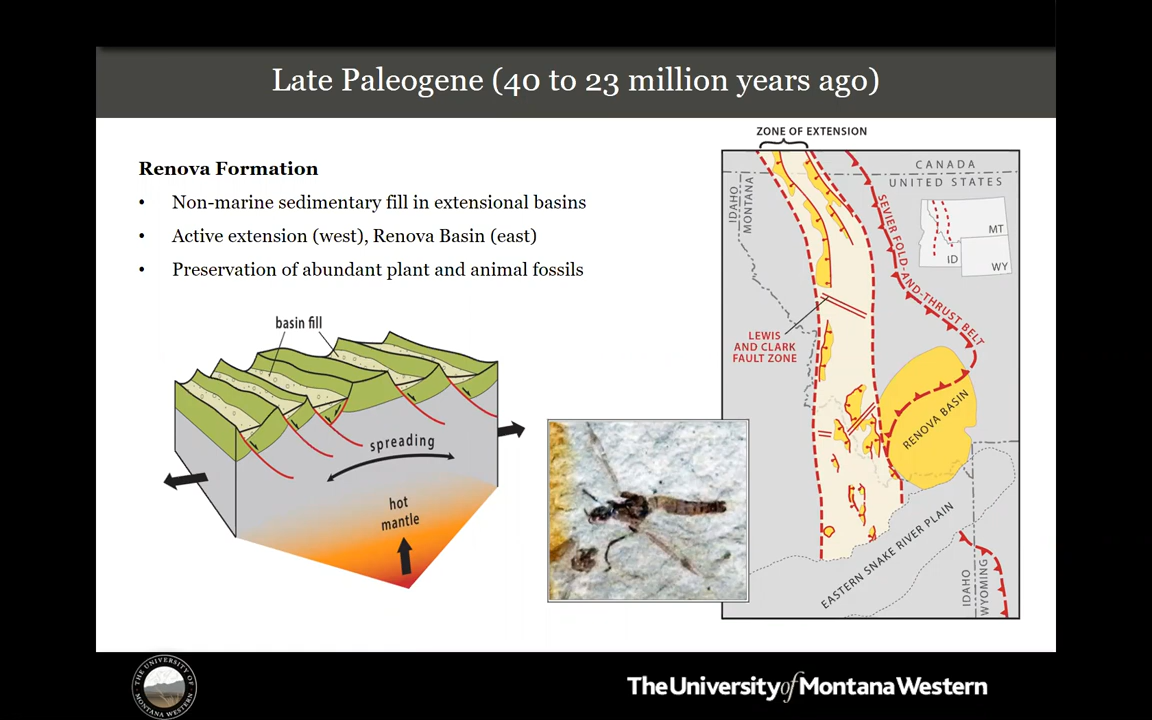 Late Paleogene (40 to 23 million years ago)
Renova Formation
• Non-marine sedimentary fill in extensional basins
• Active extension (west), Renova Basin (east)
• Preservation of abundant plant and animal fossils
basin fill
spreading
hot
mantle
ZONE OF EXTENSION
CANADA
UNITED STATES
IDAHO
MONTANA
SEVIER FOLD-AND-THRUST BELT
MT
ID
WY
LEWIS
AND CLARK
FAULT ZONE
RENOVA BASIN
EASTERN SNAKE RIVER PLAIN
IDAHO
WYOMING
THE UNIVERSITY OF
MONTANA WESTERN
The University of Montana Western